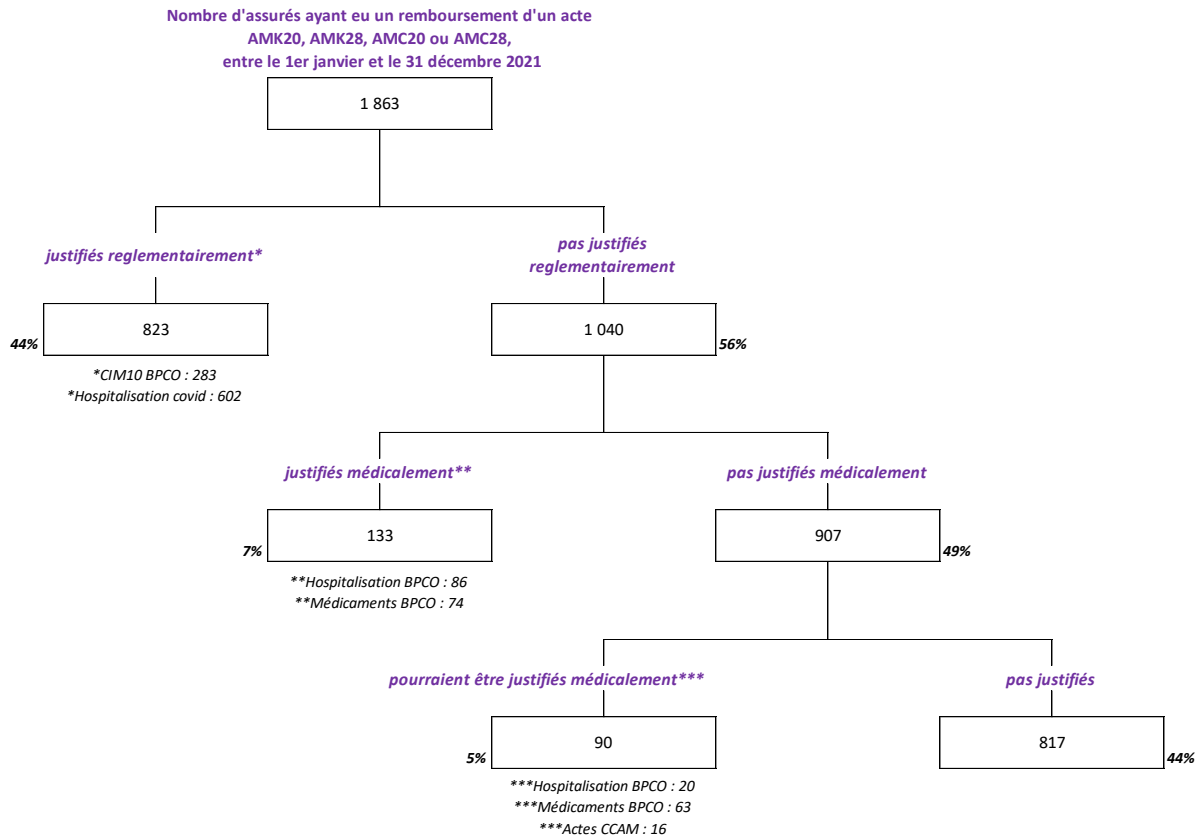 Nombre d'assurés ayant eu un remboursement d'un acte
AMK20, AMK28, AMC20 ou AMC28,
entre le 1er janvier et le 31 décembre 2021
1 863
justifiés reglementairement*
pas justifiés
reglementairement
823
44%
1 040
56%
*CIM10 BPCO : 283
*Hospitalisation covid : 602
justifiés médicalement**
pas justifiés médicalement
133
7%
907
49%
**Hospitalisation BPCO : 86
**Médicaments BPCO : 74
pourraient être justifiés médicalement***
pas justifiés
90
5%
817
44%
***Hospitalisation BPCO : 20
***Médicaments BPCO : 63
***Actes CCAM : 16